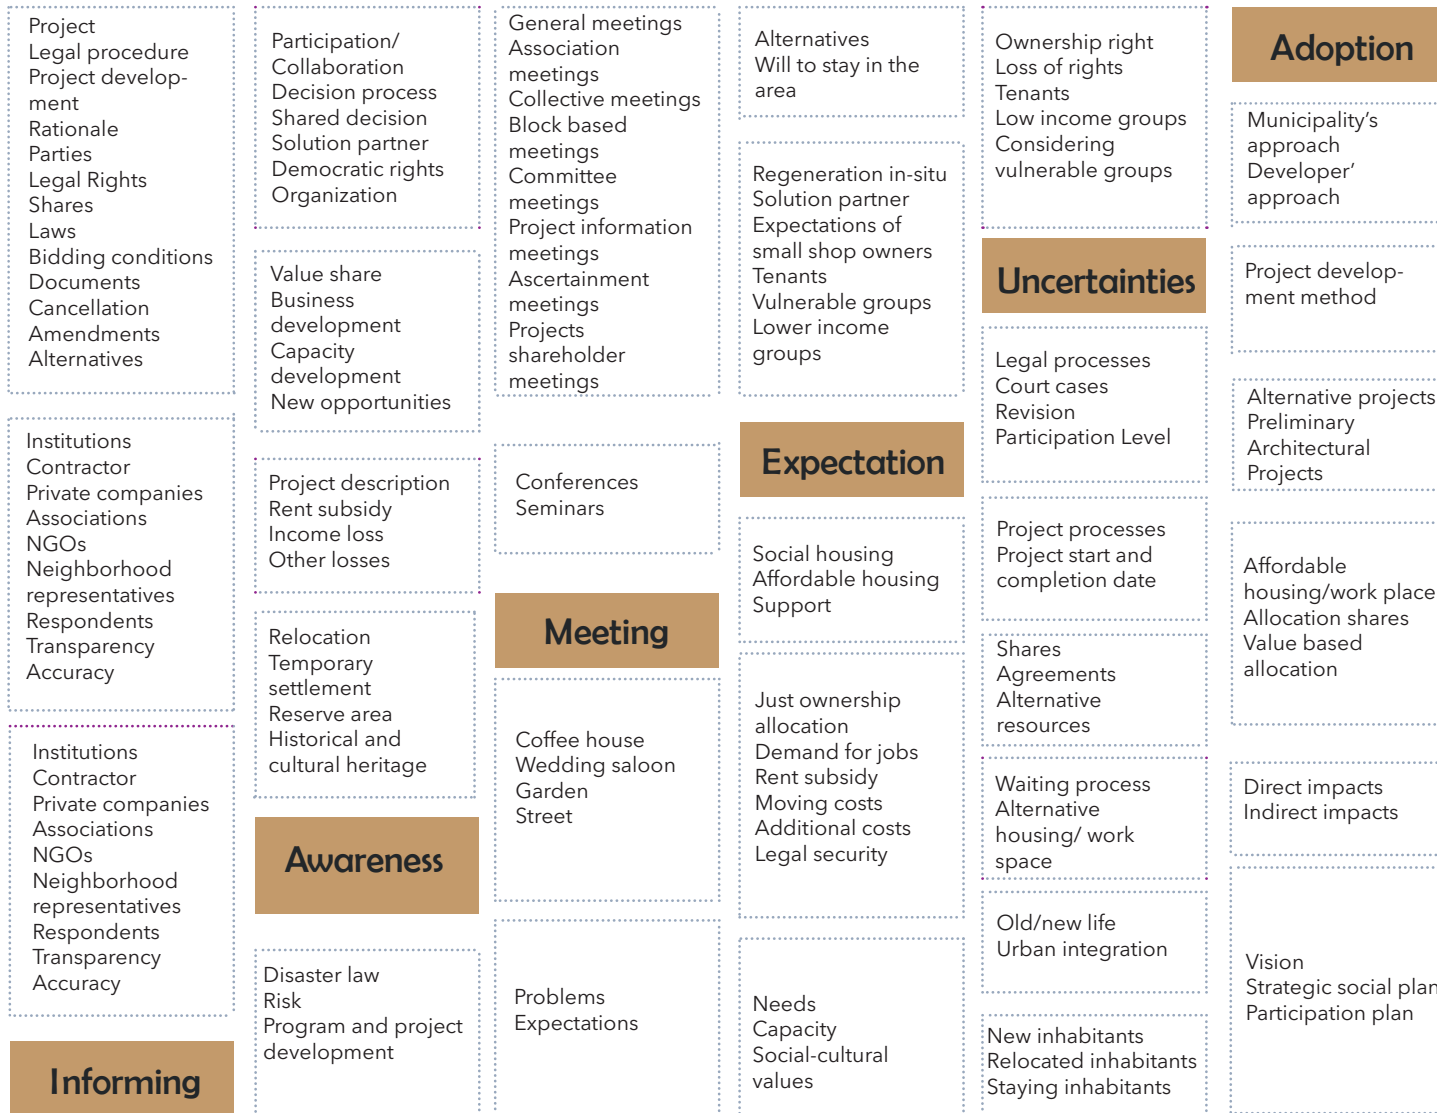 Project
Legal procedure
Project develop-
ment
Rationale
Parties
Legal Rights
Shares
Laws
Bidding conditions
Documents
Cancellation
Amendments
Alternatives
Institutions
Contractor
Private companies
Associations
NGOs
Neighborhood
representatives
Respondents
Transparency
Accuracy
Institutions
Contractor
Private companies
Associations
NGOs
Neighborhood
representatives
Respondents
Transparency
Accuracy
Informing
Participation/
Collaboration
Decision process
Shared decision
Solution partner
Democratic rights
Organization
Value share
Business
development
Capacity
development
New opportunities
Project description
Rent subsidy
Income loss
Other losses
Relocation
Temporary
settlement
Reserve area
Historical and
cultural heritage
Awareness
Disaster law
Risk
Program and project
development
General meetings
Association
meetings
Collective meetings
Block based
meetings
Committee
meetings
Project information
meetings
Ascertainment
meetings
Projects
shareholder
meetings
Conferences
Seminars
Meeting
Coffee house
Wedding saloon
Garden
Street
Problems
Expectations
Alternatives
Will to stay in the
area
Regeneration in-situ
Solution partner
Expectations of
small shop owners
Tenants
Vulnerable groups
Lower income
groups
Expectation
Social housing
Affordable housing
Support
Just ownership
allocation
Demand for jobs
Rent subsidy
Moving costs
Additional costs
Legal security
Needs
Capacity
Social-cultural
values
Ownership right
Loss of rights
Tenants
Low income groups
Considering
vulnerable groups
Uncertainties
Legal processes
Court cases
Revision
Participation Level
Project processes
Project start and
completion date
Shares
Agreements
Alternative
resources
Waiting process
Alternative
housing/ work
space
Old/new life
Urban integration
New inhabitants
Relocated inhabitants
Staying inhabitants
Adoption
Municipality's
approach
Developer'
approach
Project develop-
ment method
Alternative projects
Preliminary
Architectural
Projects
Affordable
housing/work place
Allocation shares
Value based
allocation
Direct impacts
Indirect impacts
Vision
Strategic social plan
Participation plan